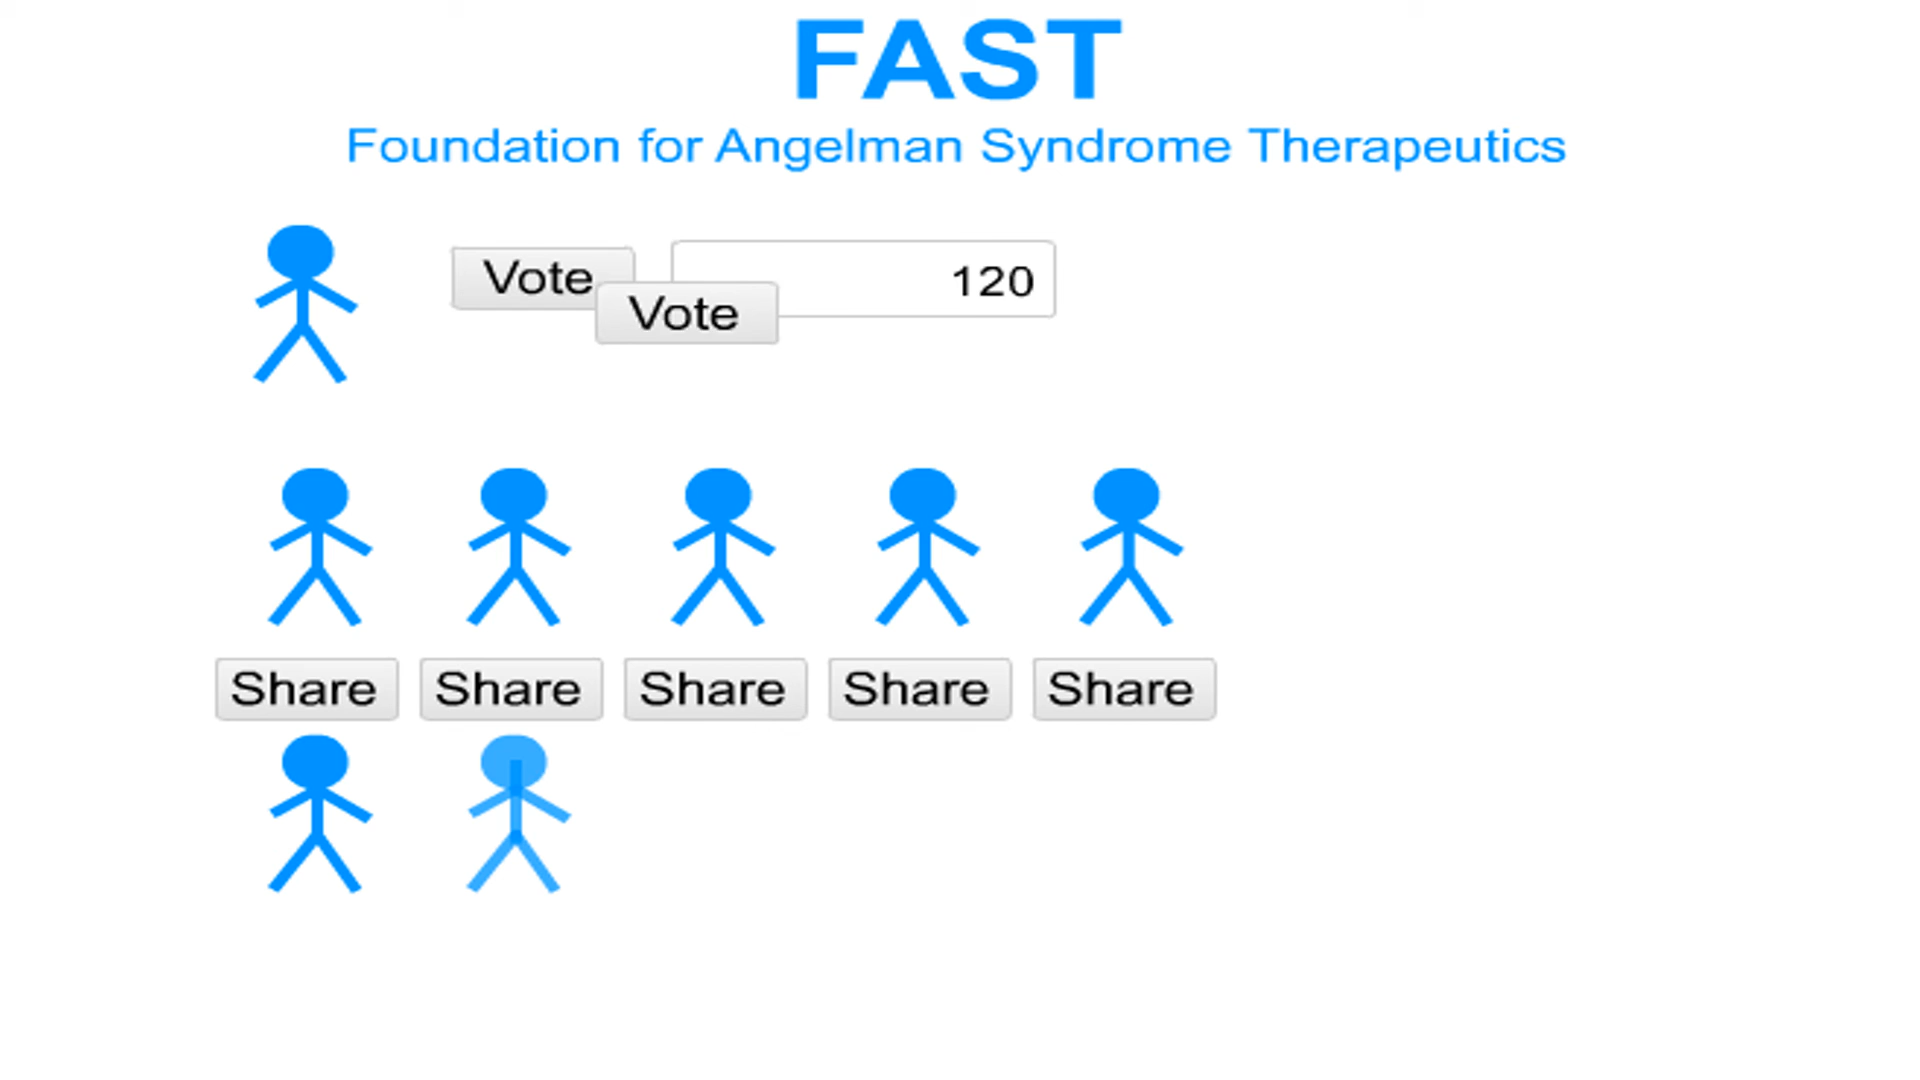 FAST
Foundation for Angelman Syndrome Therapeutics
Vote
120
Vote
Share Share Share Share Share